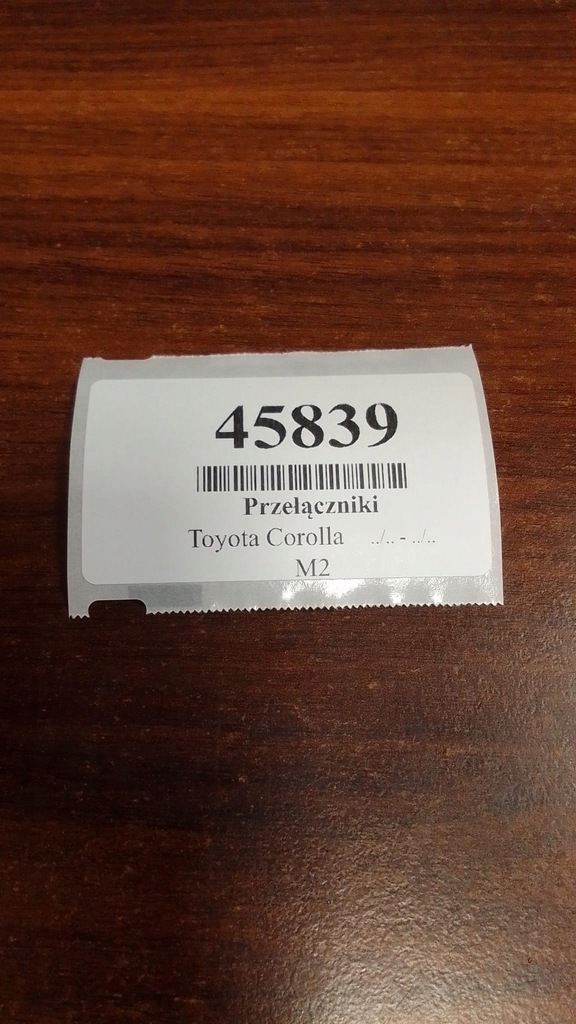 45839
Przełączniki
Toyota Corolla ../.. - ../..
M2